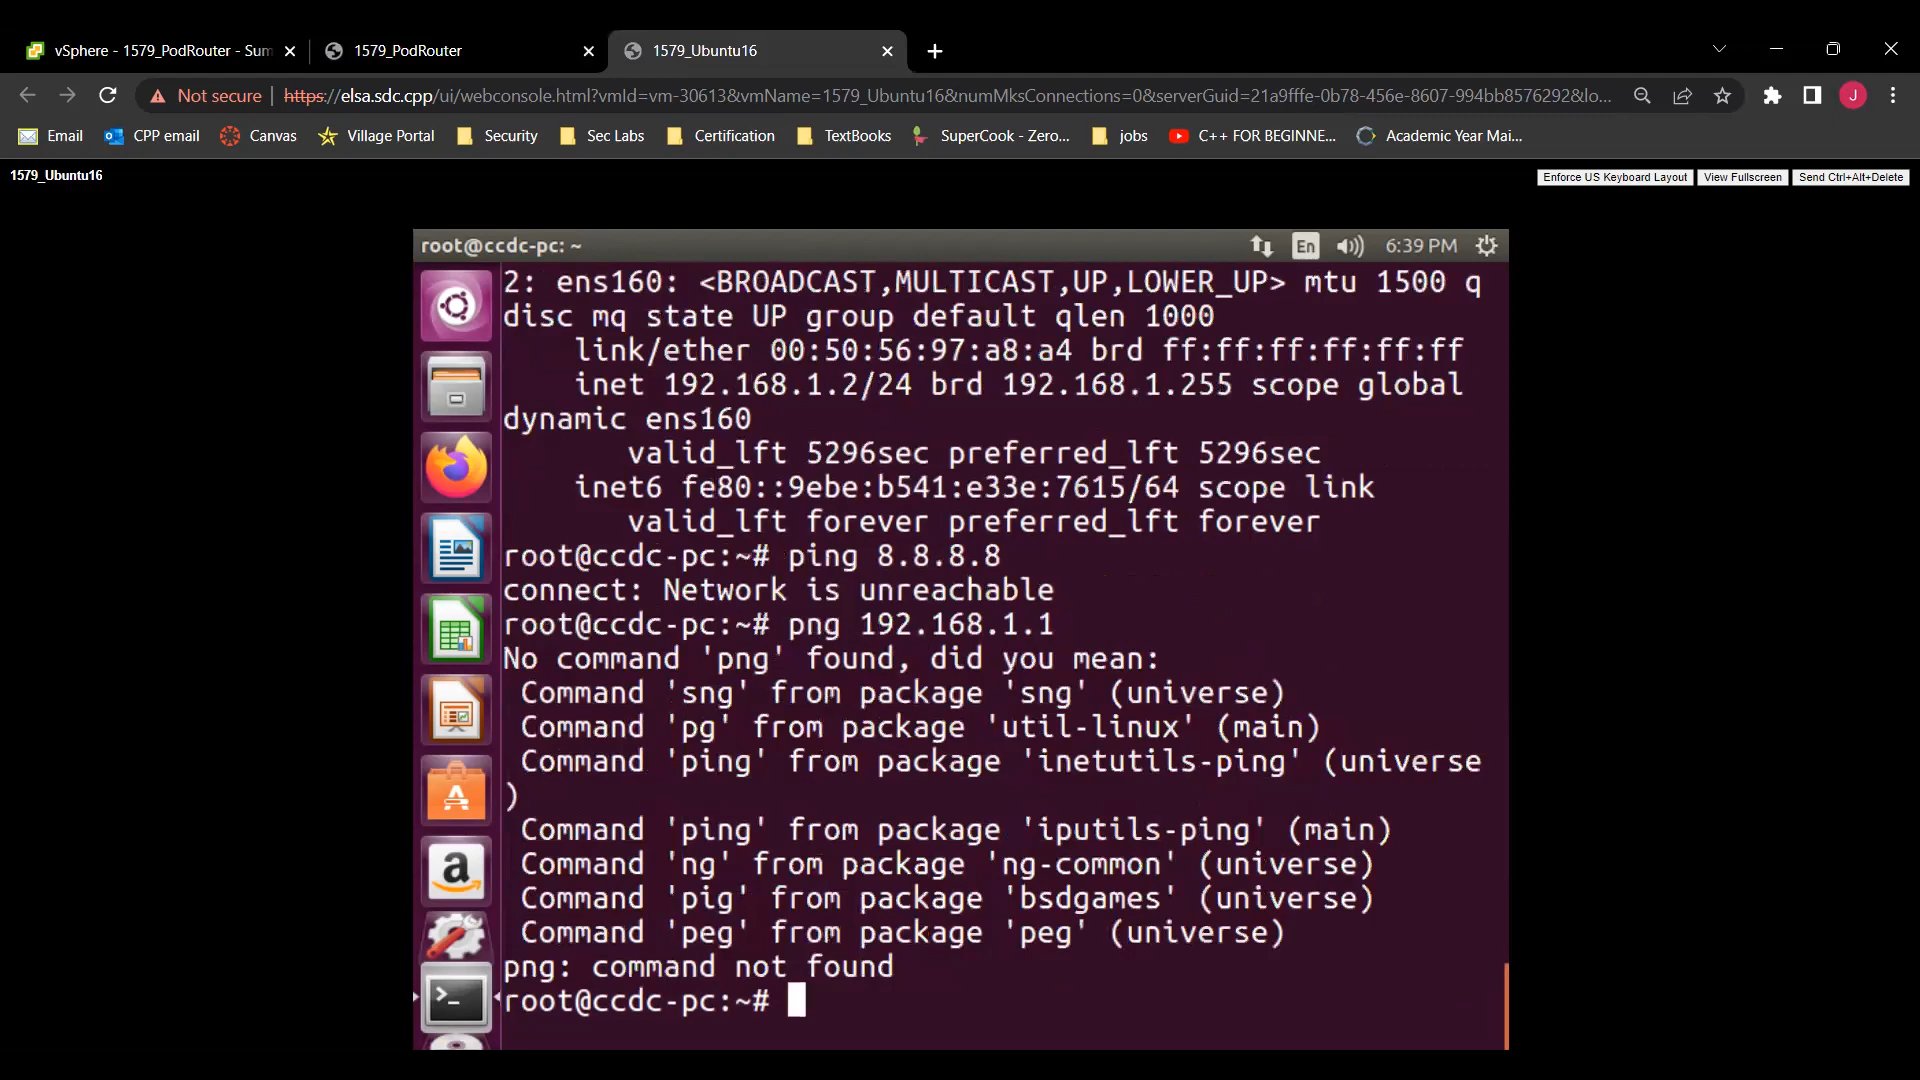 vSphere - 1579_PodRouter - Sum
1579_PodRouter
1579_Ubuntu16
Not secure
https://elsa.sdc.cpp/ui/webconsole.html?vmId=vm-30613&vmName=1579_Ubuntu16&numMksConnections=0&serverGuid=21a9fffe-0b78-456e-8607-994bb8576292&lo...
J
Email
CPP email
Canvas
Village Portal
Security
Sec Labs
Certification
TextBooks
SuperCook - Zero...
jobs
C++ FOR BEGINNE...
Academic Year Mai...
1579_Ubuntu16
Enforce US Keyboard Layout
View Fullscreen
Send Ctrl+Alt+Delete
root@ccdc-pc: ~
En
6:39 PM
2: ens160: <BROADCAST,MULTICAST,UP,LOWER_UP> mtu 1500 q
disc mq state UP group default qlen 1000
link/ether 00:50:56:97:a8:a4 brd ff:ff:ff:ff:ff:ff
inet 192.168.1.2/24 brd 192.168.1.255 scope global
dynamic ens160
valid_lft 5296sec preferred_lft 5296sec
inet6 fe80::9ebe:b541:e33e:7615/64 scope link
valid_lft forever preferred_lft forever
root@ccdc-pc:~# ping 8.8.8.8
connect: Network is unreachable
root@ccdc-pc:~# png 192.168.1.1
No command 'png' found, did you mean:
Command 'sng' from package 'sng' (universe)
Command 'pg' from package 'util-linux' (main)
Command 'ping' from package 'inetutils-ping' (universe
)
Command 'ping' from package 'iputils-ping' (main)
Command 'ng' from package 'ng-common' (universe)
Command 'pig' from package 'bsdgames' (universe)
Command 'peg' from package 'peg' (universe)
png: command not found
root@ccdc-pc:~#